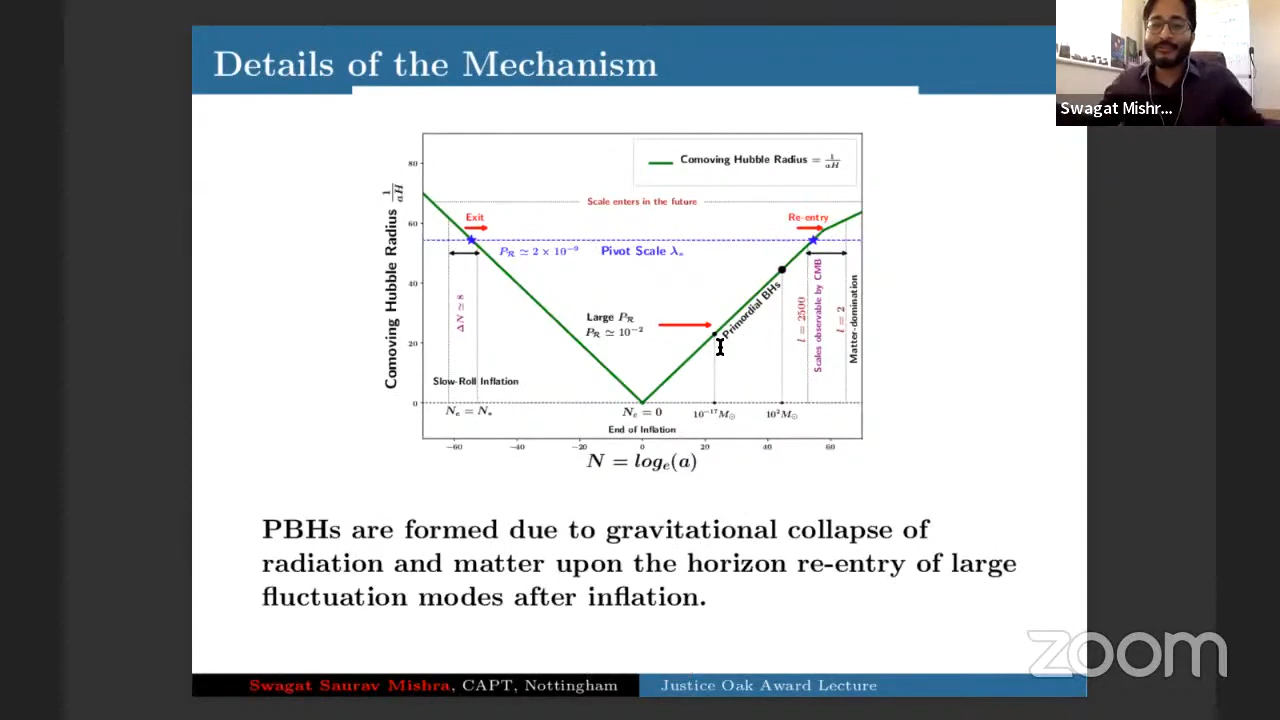 Details of the Mechanism
Swagat Mishr...
Comoving Hubble Radius = 1/aH
Scale enters in the future
Exit
Re-entry
P_R ≃ 2 × 10⁻⁹
Pivot Scale λ*
ΔN ≃ 8
Large P_R
P_R ≃ 10⁻²
Primordial BHs
l = 2500
Scales observable by CMB
l = 2
Matter-domination
Slow-Roll Inflation
N_e = N_*
N_e = 0
10⁻¹⁷M⊙
10²M⊙
End of Inflation
Comoving Hubble Radius 1/aH
80
60
40
20
0
−60
−40
−20
0
20
40
60
N = log_e(a)
PBHs are formed due to gravitational collapse of
radiation and matter upon the horizon re-entry of large
fluctuation modes after inflation.
zoom
Swagat Saurav Mishra, CAPT, Nottingham
Justice Oak Award Lecture